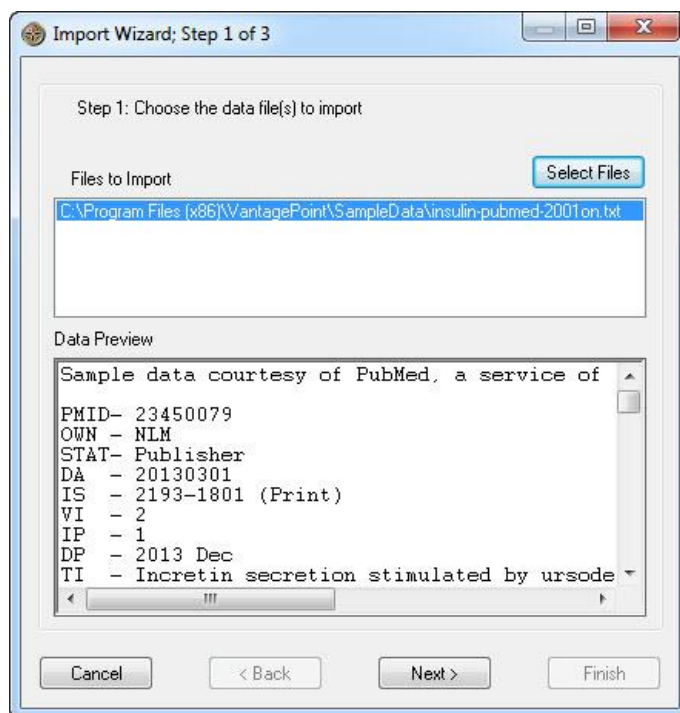 Import Wizard; Step 1 of 3
Step 1: Choose the data file(s) to import
Files to Import
Select Files
C:\Program Files (x86)\VantagePoint\SampleData\insulin-pubmed-2001on.txt
Data Preview
Sample data courtesy of PubMed, a service of
PMID- 23450079
OWN - NLM
STAT- Publisher
DA  - 20130301
IS  - 2193-1801 (Print)
VI  - 2
IP  - 1
DP  - 2013 Dec
TI  - Incretin secretion stimulated by ursode
Cancel
< Back
Next >
Finish